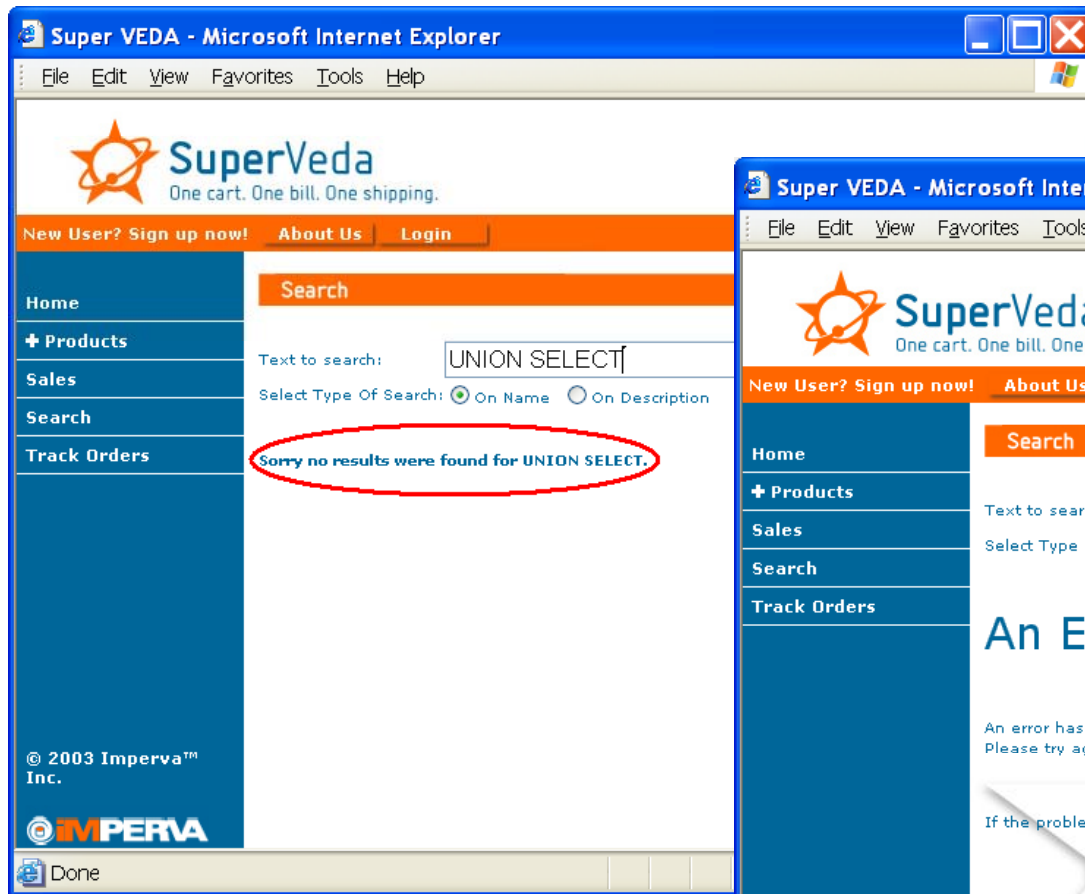 Super VEDA - Microsoft Internet Explorer
File Edit View Favorites Tools Help
SuperVeda
One cart. One bill. One shipping.
New User? Sign up now! About Us Login
Home
+ Products
Sales
Search
Track Orders
Search
Text to search: UNION SELECT
Select Type Of Search: On Name On Description
Sorry no results were found for UNION SELECT.
© 2003 Imperva™
Inc.
iMPERVA
Done
Super VEDA - Microsoft Inte
File Edit View Favorites Tools
SuperVeda
One cart. One bill. One
New User? Sign up now! About Us
Home
+ Products
Sales
Search
Track Orders
Search
Text to sear
Select Type
An E
An error has
Please try ag
If the proble